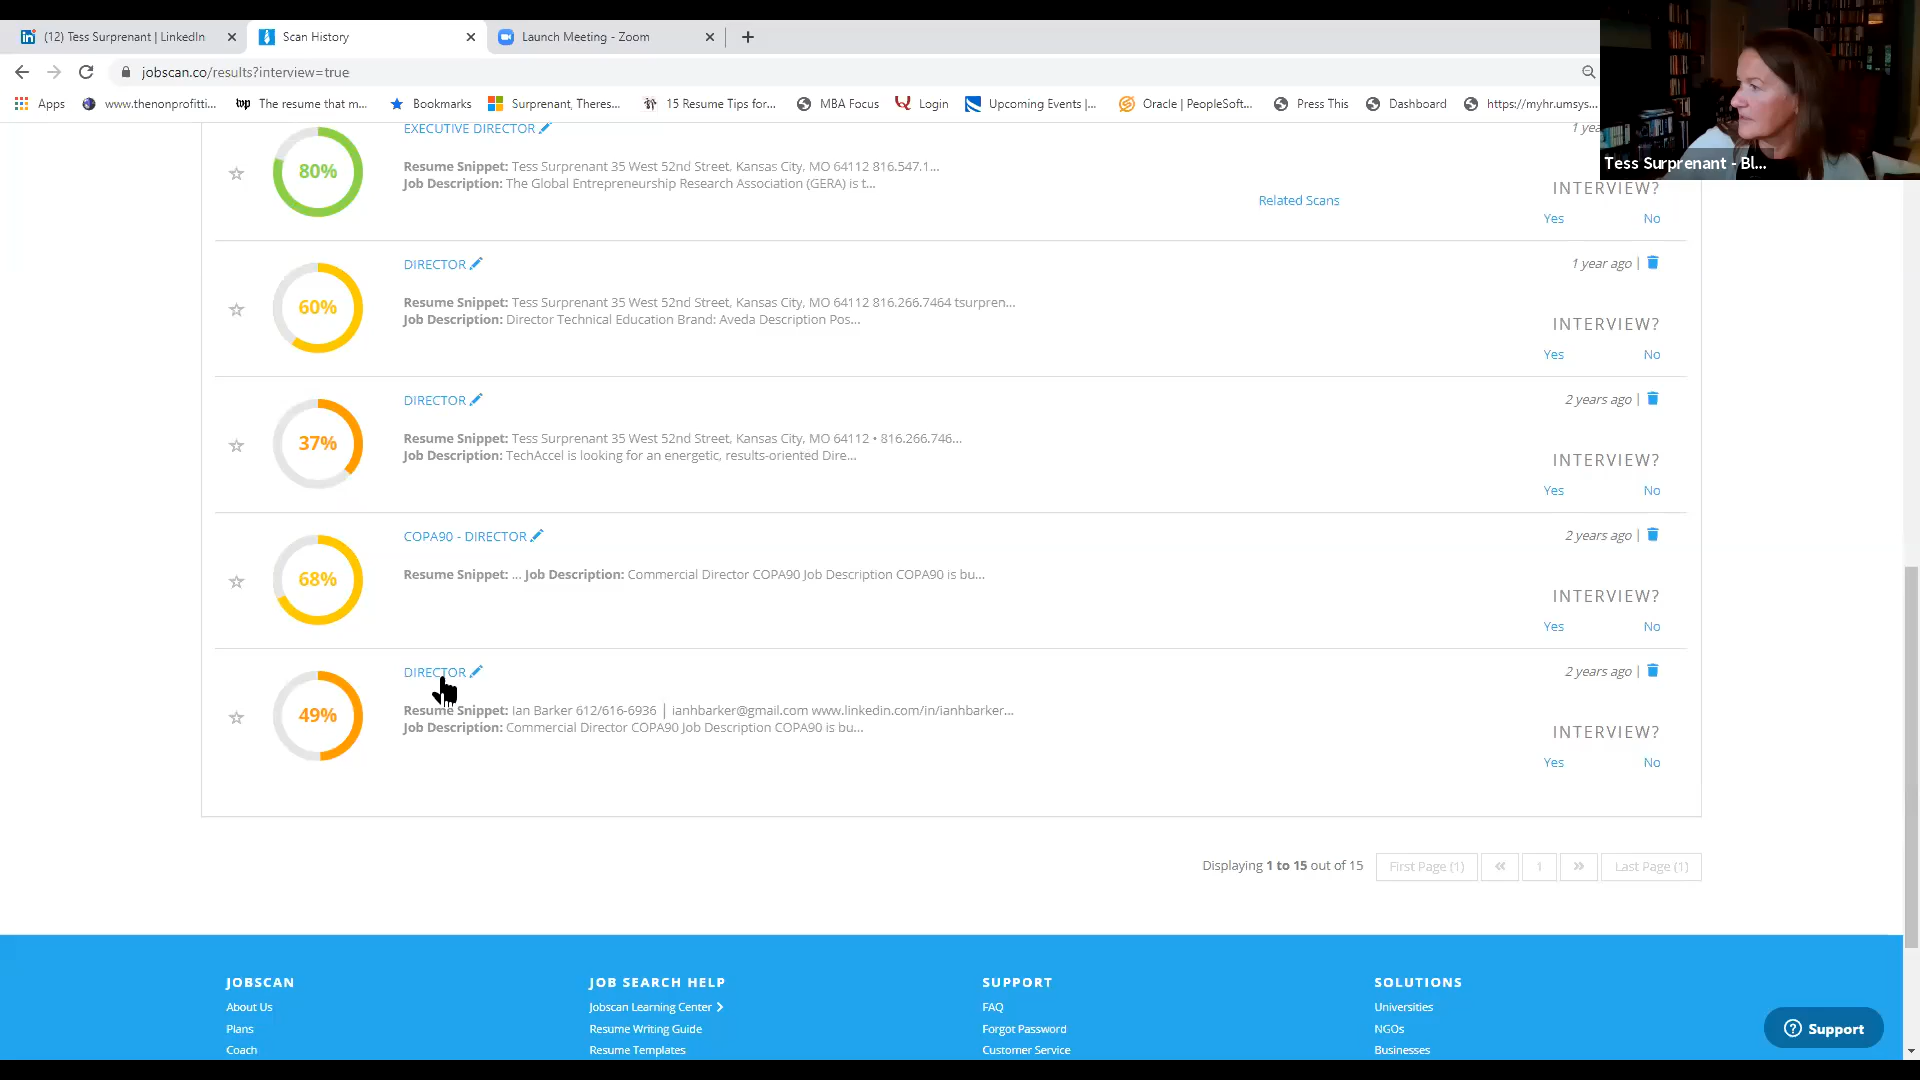 (12) Tess Surprenant | LinkedIn
Scan History
Launch Meeting - Zoom
jobscan.co/results?interview=true
Apps
www.thenonprofitti...
The resume that m...
Bookmarks
Surprenant, Theres...
15 Resume Tips for...
MBA Focus
Login
Upcoming Events |...
Oracle | PeopleSoft...
Press This
Dashboard
https://myhr.umsys...
Tess Surprenant - Bl...
EXECUTIVE DIRECTOR
1 yea
80%
Resume Snippet: Tess Surprenant 35 West 52nd Street, Kansas City, MO 64112 816.547.1...
Job Description: The Global Entrepreneurship Research Association (GERA) is t...
Related Scans
INTERVIEW?
Yes No
DIRECTOR
1 year ago |
60%
Resume Snippet: Tess Surprenant 35 West 52nd Street, Kansas City, MO 64112 816.266.7464 tsurpren...
Job Description: Director Technical Education Brand: Aveda Description Pos...
INTERVIEW?
Yes No
DIRECTOR
2 years ago |
37%
Resume Snippet: Tess Surprenant 35 West 52nd Street, Kansas City, MO 64112 • 816.266.746...
Job Description: TechAccel is looking for an energetic, results-oriented Dire...
INTERVIEW?
Yes No
COPA90 - DIRECTOR
2 years ago |
68%
Resume Snippet: ... Job Description: Commercial Director COPA90 Job Description COPA90 is bu...
INTERVIEW?
Yes No
DIRECTOR
2 years ago |
49%
Resume Snippet: Ian Barker 612/616-6936 | ianhbarker@gmail.com www.linkedin.com/in/ianhbarker...
Job Description: Commercial Director COPA90 Job Description COPA90 is bu...
INTERVIEW?
Yes No
Displaying 1 to 15 out of 15
First Page (1) « 1 » Last Page (1)
JOBSCAN
About Us
Plans
Coach
JOB SEARCH HELP
Jobscan Learning Center >
Resume Writing Guide
Resume Templates
SUPPORT
FAQ
Forgot Password
Customer Service
SOLUTIONS
Universities
NGOs
Businesses
Support